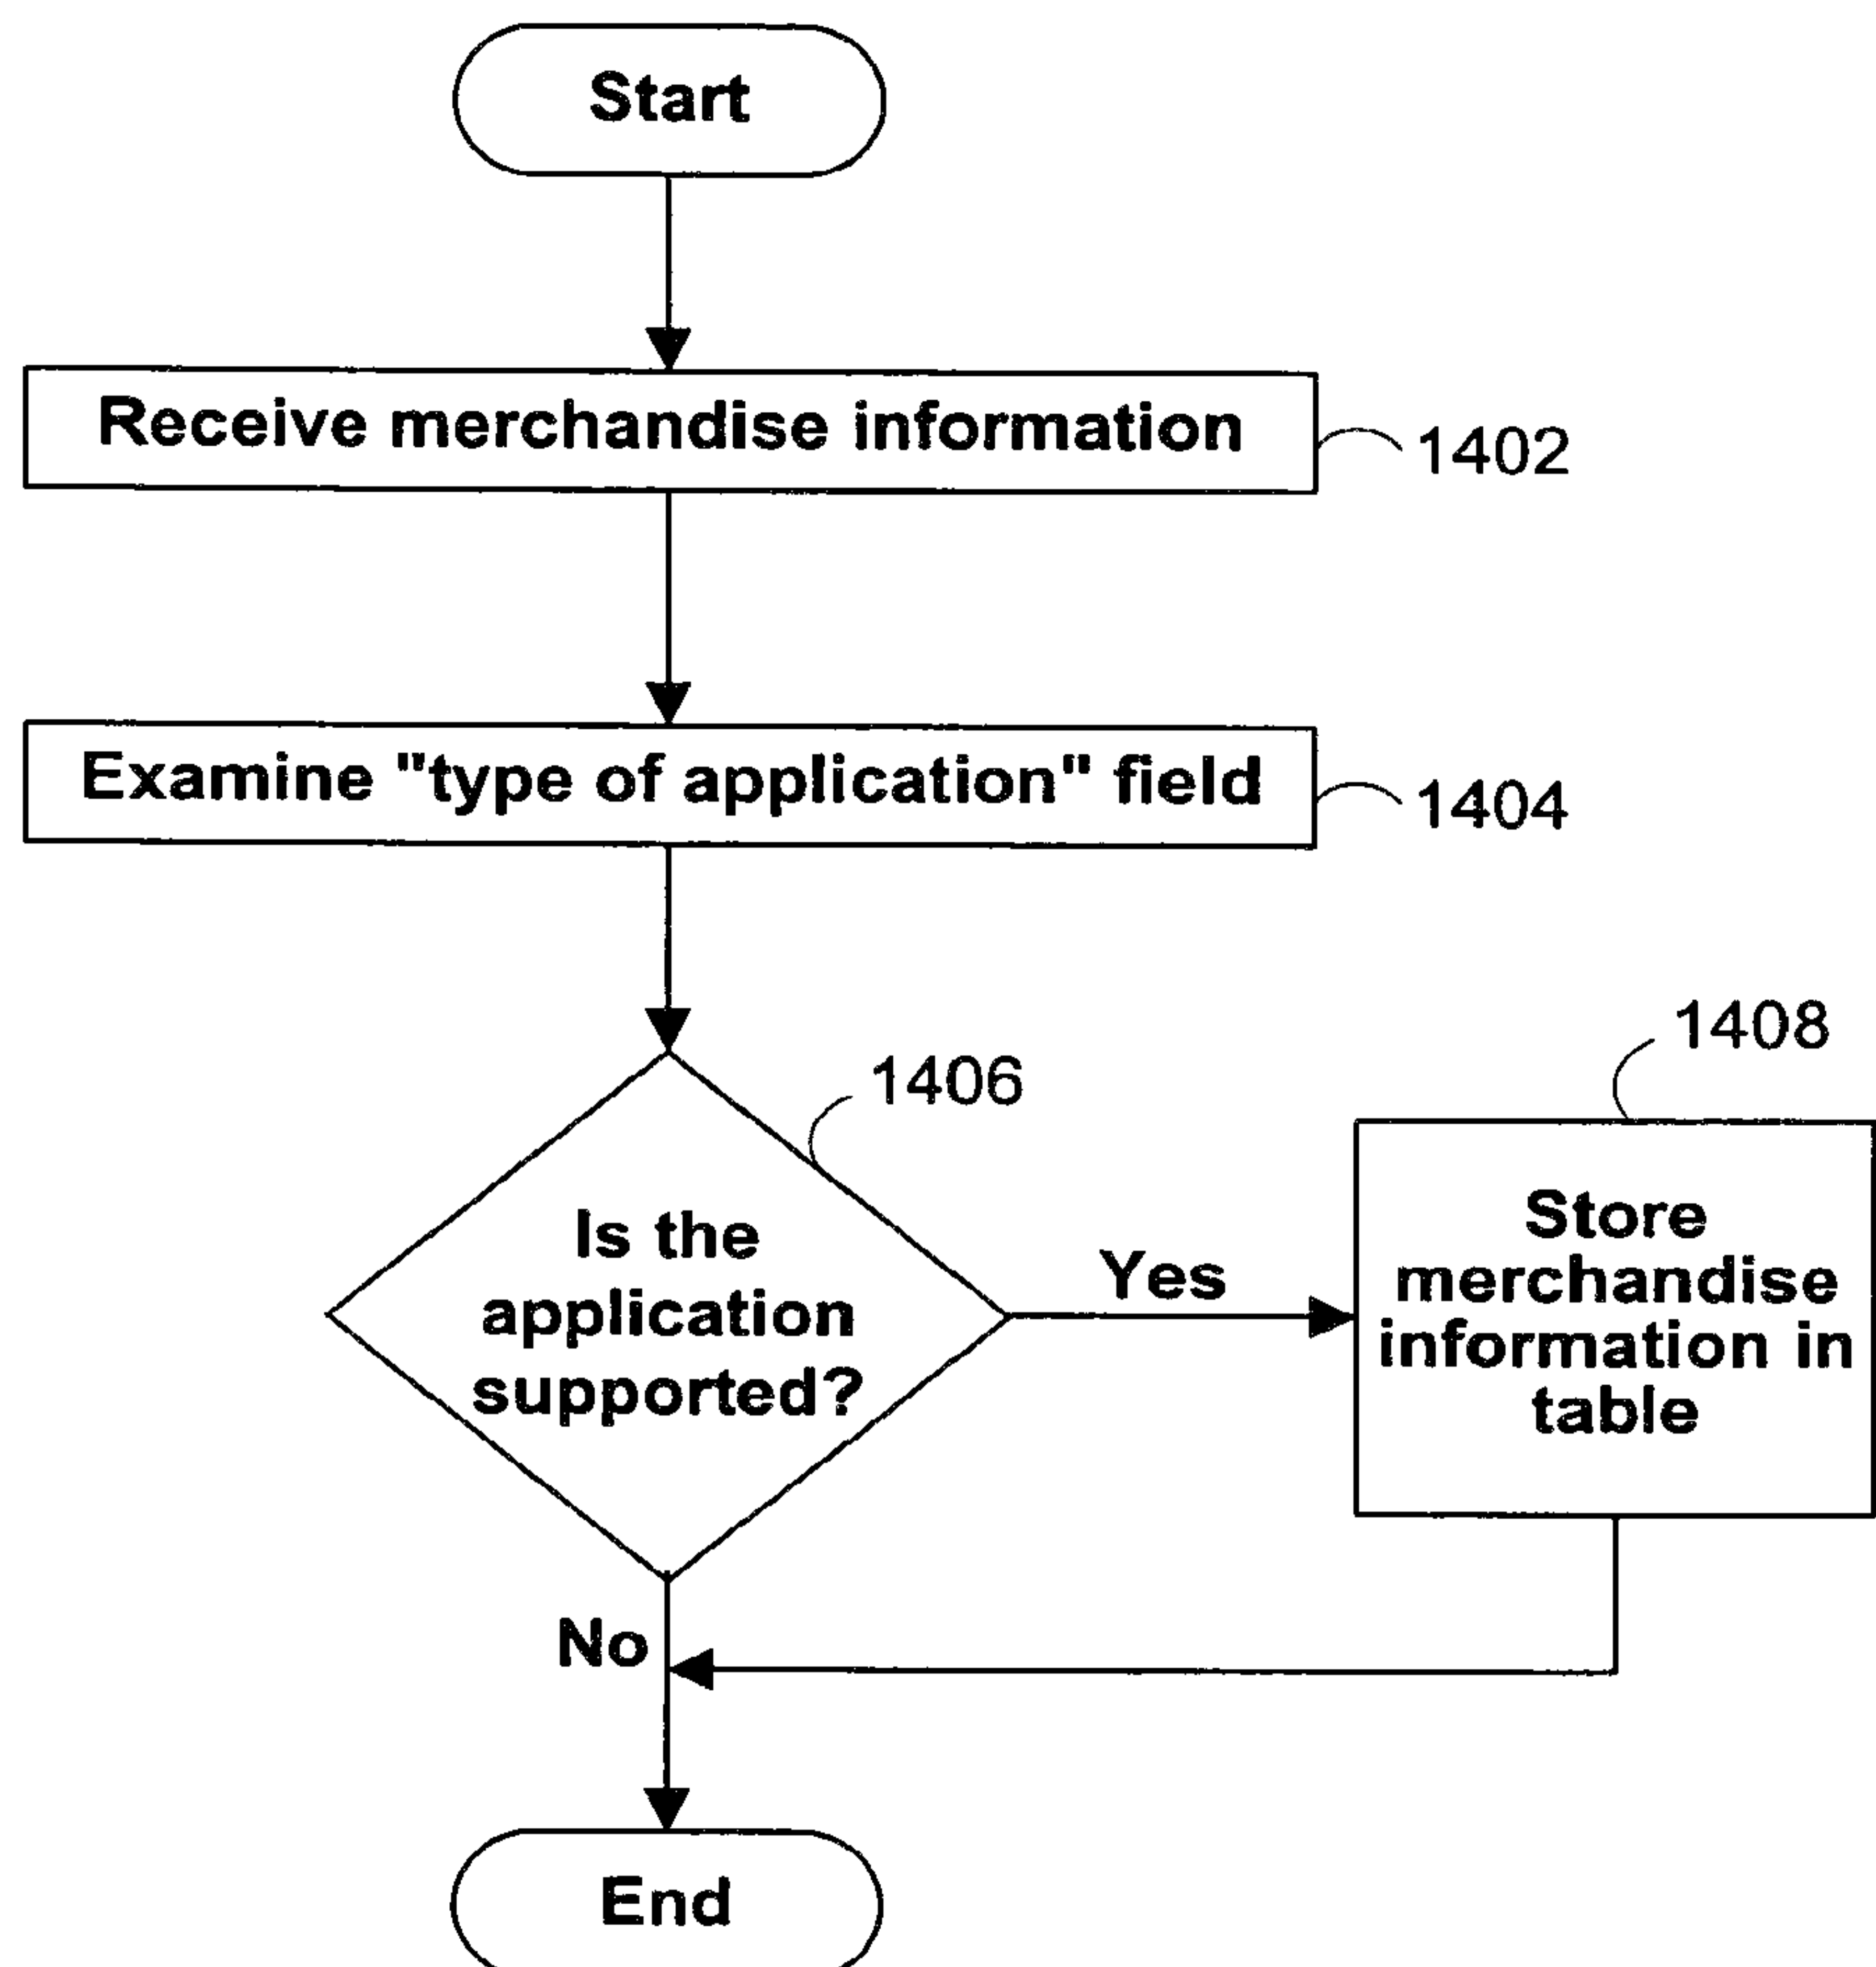 Start
Receive merchandise information
1402
Examine "type of application" field
1404
1406
Is the
application
supported?
Yes
1408
Store
merchandise
information in
table
No
End